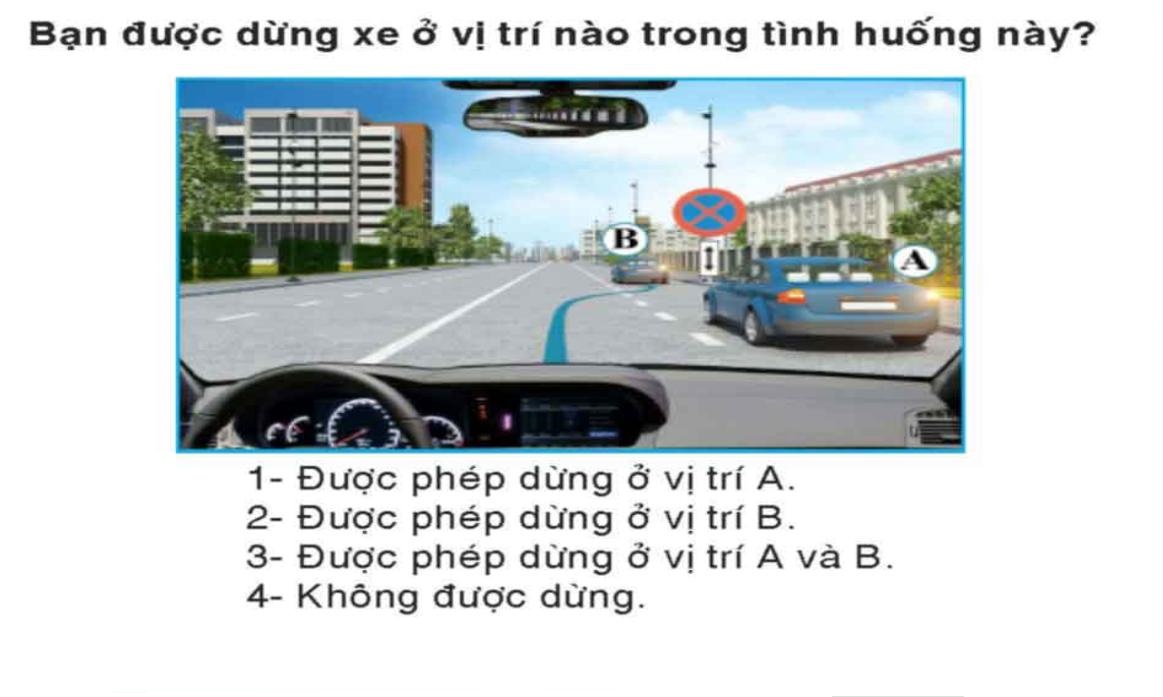 Bạn được dừng xe ở vị trí nào trong tình huống này?
B
A
1- Được phép dừng ở vị trí A.
2- Được phép dừng ở vị trí B.
3- Được phép dừng ở vị trí A và B.
4- Không được dừng.